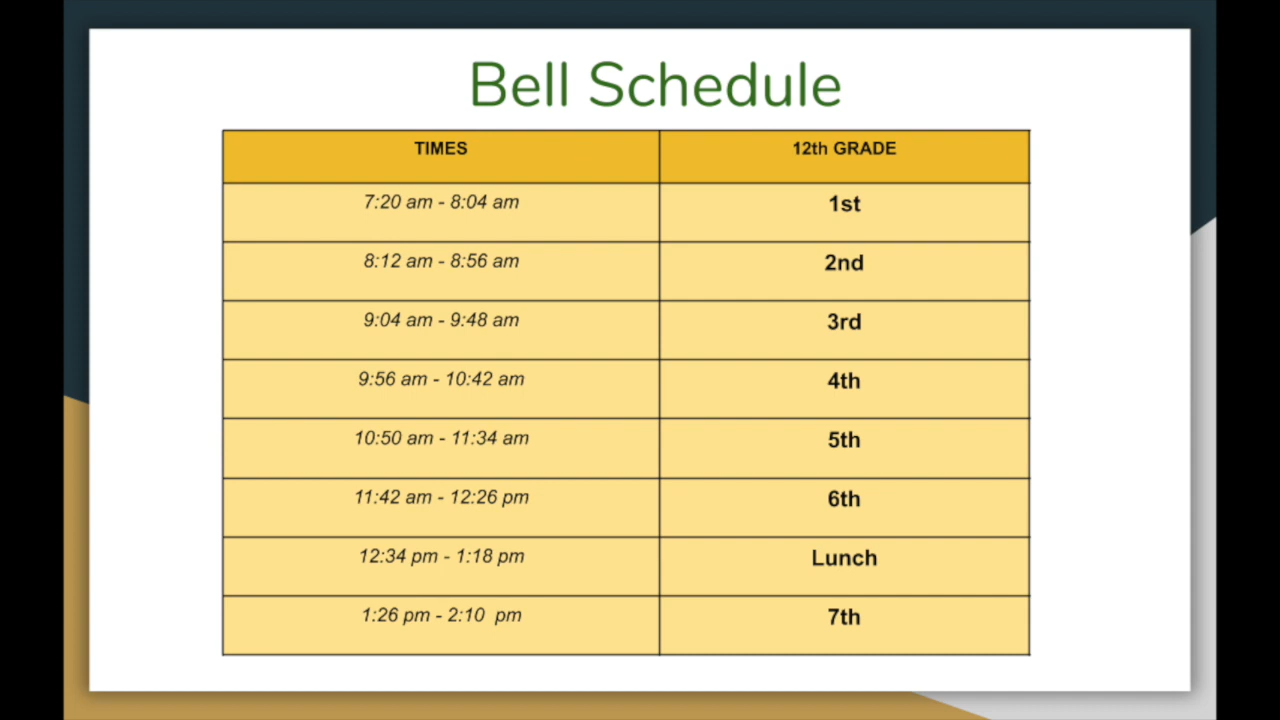 Bell Schedule
TIMES 12th GRADE
7:20 am - 8:04 am 1st
8:12 am - 8:56 am 2nd
9:04 am - 9:48 am 3rd
9:56 am - 10:42 am 4th
10:50 am - 11:34 am 5th
11:42 am - 12:26 pm 6th
12:34 pm - 1:18 pm Lunch
1:26 pm - 2:10 pm 7th